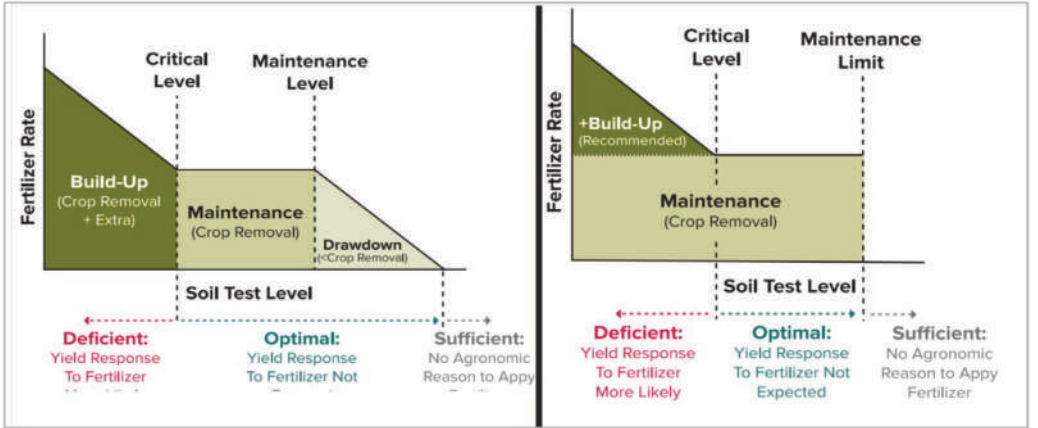 Critical
Level
Maintenance
Level
Fertilizer Rate
Build-Up
(Crop Removal
+ Extra)
Maintenance
(Crop Removal)
Drawdown
(<Crop Removal)
Soil Test Level
Deficient:
Yield Response
To Fertilizer
Optimal:
Yield Response
To Fertilizer Not
Sufficient:
No Agronomic
Reason to Appy
Critical
Level
Maintenance
Limit
Fertilizer Rate
+Build-Up
(Recommended)
Maintenance
(Crop Removal)
Soil Test Level
Deficient:
Yield Response
To Fertilizer
More Likely
Optimal:
Yield Response
To Fertilizer Not
Expected
Sufficient:
No Agronomic
Reason to Appy
Fertilizer